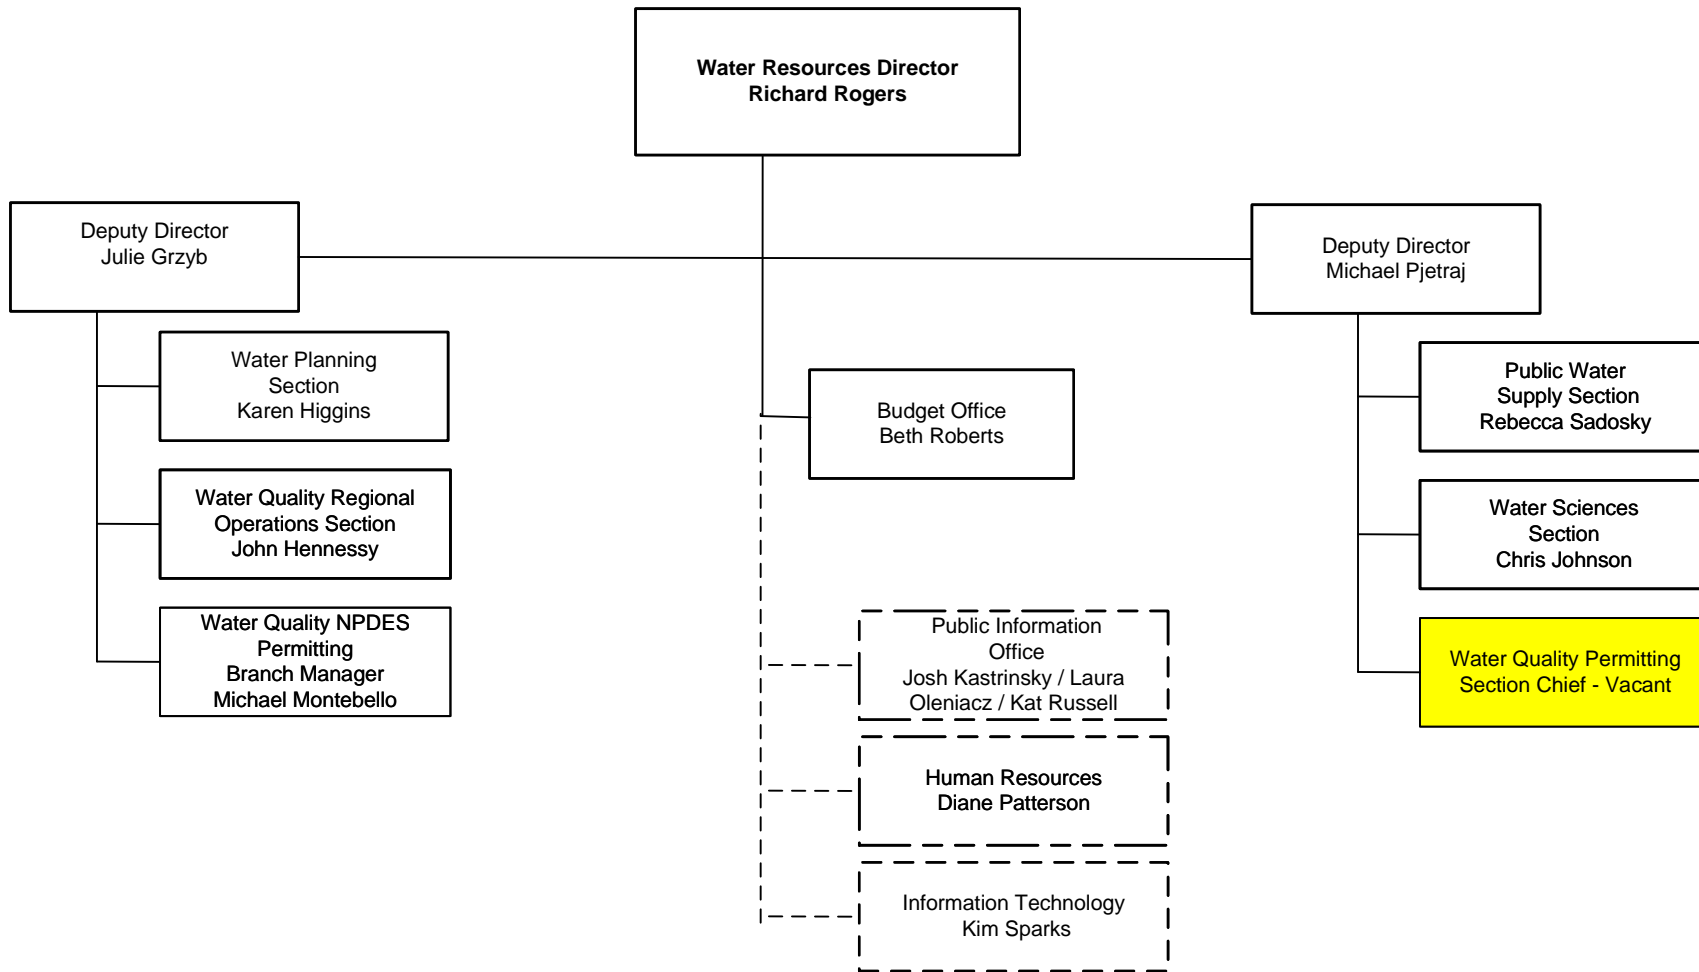 Water Resources Director
Richard Rogers
Deputy Director
Julie Grzyb
Deputy Director
Michael Pjetraj
Water Planning
Section
Karen Higgins
Water Quality Regional
Operations Section
John Hennessy
Water Quality NPDES
Permitting
Branch Manager
Michael Montebello
Budget Office
Beth Roberts
Public Information
Office
Josh Kastrinsky / Laura
Oleniacz / Kat Russell
Human Resources
Diane Patterson
Information Technology
Kim Sparks
Public Water
Supply Section
Rebecca Sadosky
Water Sciences
Section
Chris Johnson
Water Quality Permitting
Section Chief - Vacant